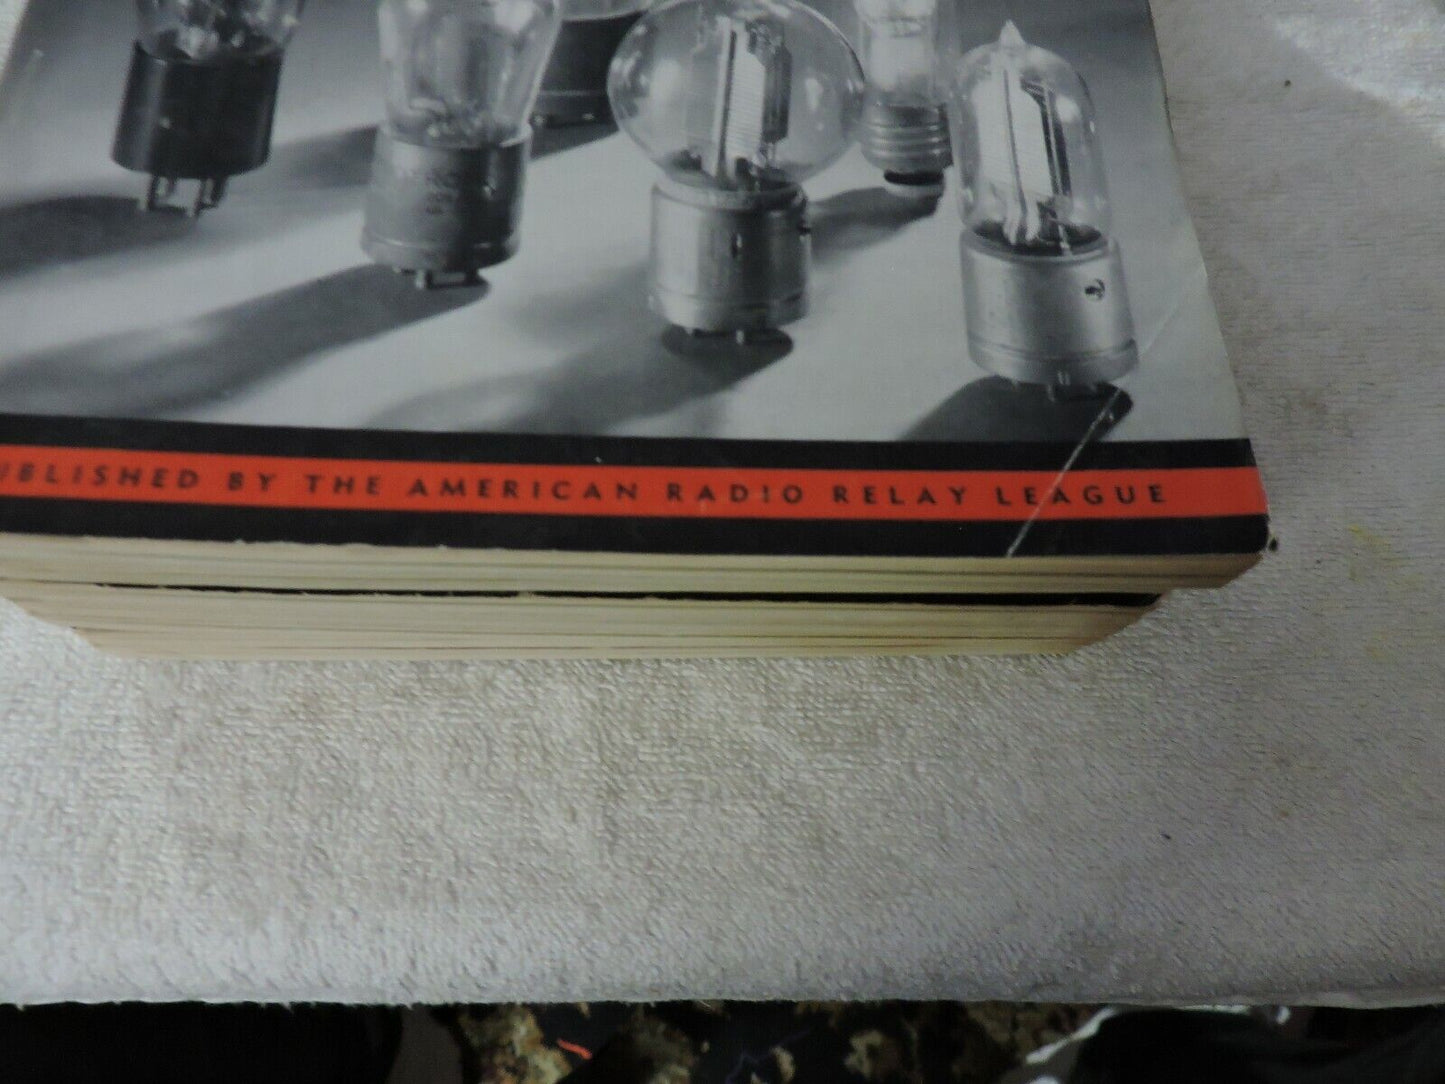 UBLISHED BY THE AMERICAN RADIO RELAY LEAGUE